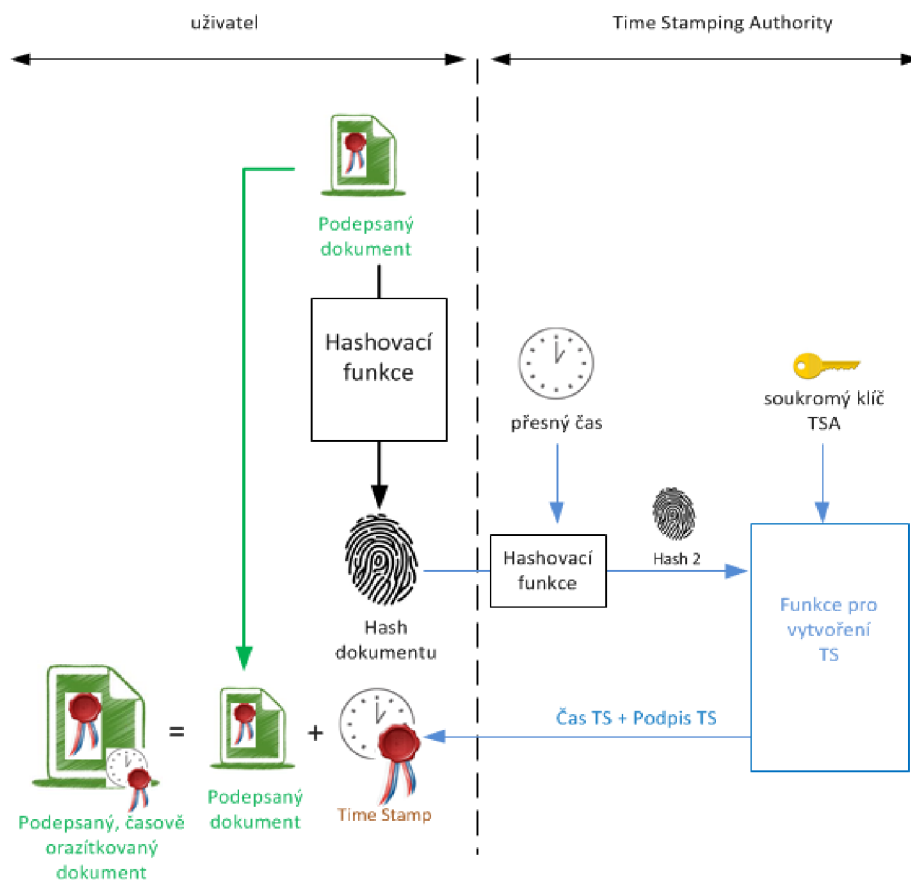 uživatel
Time Stamping Authority
Podepsaný
dokument
Hashovací
funkce
přesný čas
soukromý klíč
TSA
Hashovací
funkce
Hash 2
Funkce pro
vytvoření
TS
Hash
dokumentu
Čas TS + Podpis TS
=
+
Podepsaný
dokument
Time Stamp
Podepsaný, časově
orazítkovaný
dokument